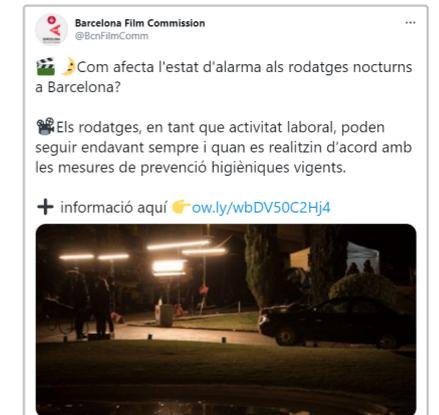 Barcelona Film Commission
@BcnFilmComm
🎬🌛Com afecta l'estat d'alarma als rodatges nocturns
a Barcelona?
📽️Els rodatges, en tant que activitat laboral, poden
seguir endavant sempre i quan es realitzin d'acord amb
les mesures de prevenció higièniques vigents.
➕ informació aquí 👉ow.ly/wbDV50C2Hj4